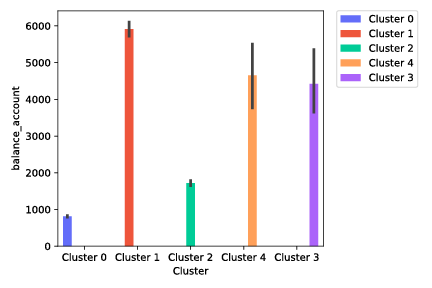 6000
5000
4000
3000
2000
1000
0
balance_account
Cluster 0 Cluster 1 Cluster 2 Cluster 4 Cluster 3
Cluster
Cluster 0
Cluster 1
Cluster 2
Cluster 4
Cluster 3